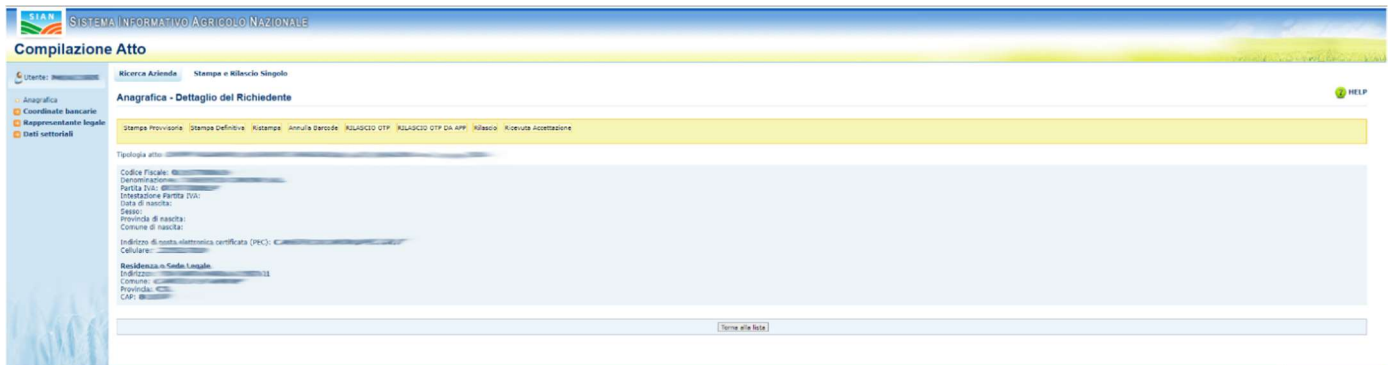 SIAN
SISTEMA INFORMATIVO AGRICOLO NAZIONALE
Compilazione Atto
Utente:
Anagrafica
Coordinate bancarie
Rappresentante legale
Dati settoriali
Ricerca Azienda Stampa e Rilascio Singolo
Anagrafica - Dettaglio del Richiedente
HELP
Stampa Provvisoria Stampa Definitiva Ristampa Annulla Barcode RILASCIO OTP RILASCIO OTP DA APP Rilascio Ricevuta Accettazione
Tipologia atto:
Codice Fiscale:
Denominazione
Partita IVA:
Intestazione Partita IVA:
Data di nascita:
Sesso:
Provincia di nascita:
Comune di nascita:
Indirizzo di posta elettronica certificata (PEC):
Cellulare:
Residenza o Sede Legale
Indirizzo
Comune:
Provincia:
CAP:
Torna alla lista